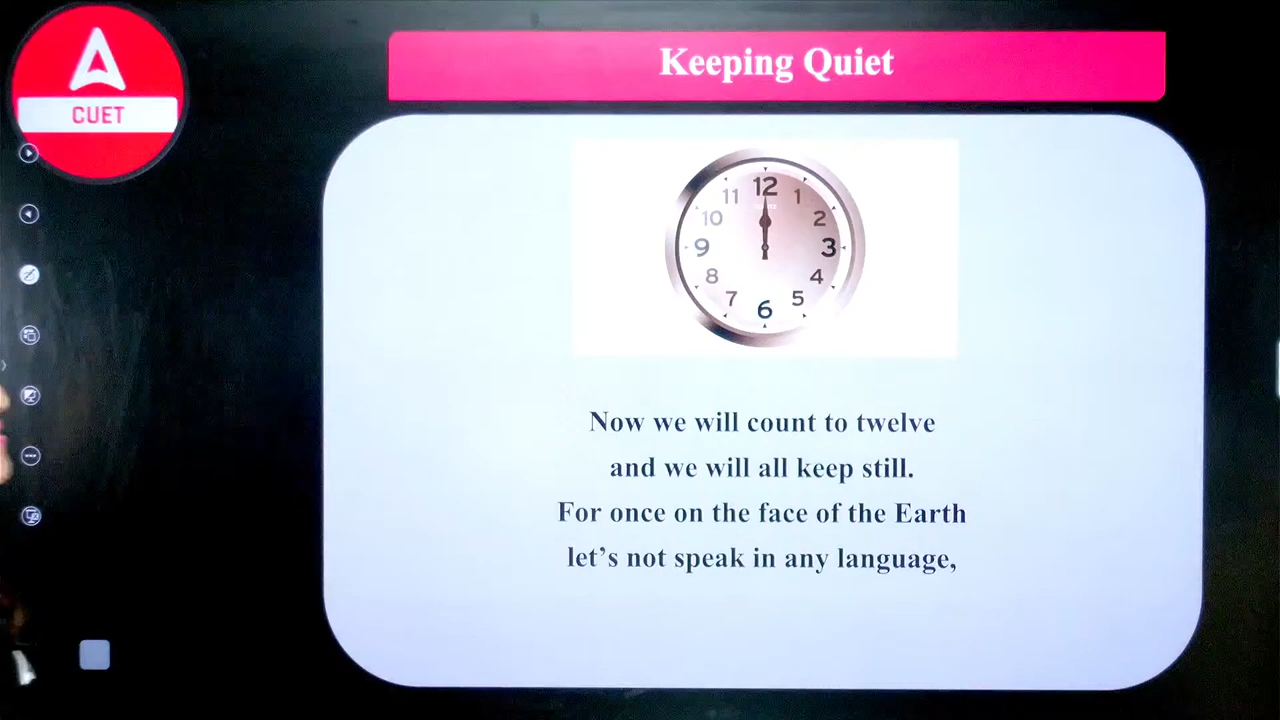 CUET
Keeping Quiet
12
11
1
10
2
9
3
8
4
7
5
6
Now we will count to twelve
and we will all keep still.
For once on the face of the Earth
let’s not speak in any language,